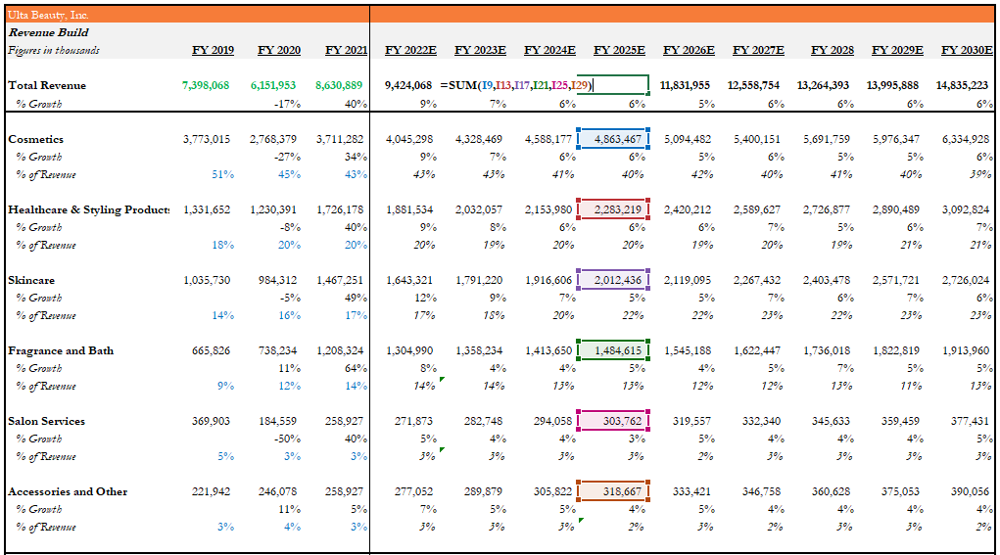 Ulta Beauty, Inc.
Revenue Build
Figures in thousands FY 2019 FY 2020 FY 2021 FY 2022E FY 2023E FY 2024E FY 2025E FY 2026E FY 2027E FY 2028 FY 2029E FY 2030E
Total Revenue 7,398,068 6,151,953 8,630,889 9,424,068 =SUM(I9,I13,I17,I21,I25,I29) 11,831,955 12,558,754 13,264,393 13,995,888 14,835,223
% Growth -17% 40% 9% 7% 6% 6% 5% 6% 6% 6% 6%
Cosmetics 3,773,015 2,768,379 3,711,282 4,045,298 4,328,469 4,588,177 4,863,467 5,094,482 5,400,151 5,691,759 5,976,347 6,334,928
% Growth -27% 34% 9% 7% 6% 6% 5% 6% 5% 5% 6%
% of Revenue 51% 45% 43% 43% 43% 41% 40% 42% 40% 41% 40% 39%
Healthcare & Styling Products 1,331,652 1,230,391 1,726,178 1,881,534 2,032,057 2,153,980 2,283,219 2,420,212 2,589,627 2,726,877 2,890,489 3,092,824
% Growth -8% 40% 9% 8% 6% 6% 6% 7% 5% 6% 7%
% of Revenue 18% 20% 20% 20% 19% 20% 20% 19% 20% 19% 21% 21%
Skincare 1,035,730 984,312 1,467,251 1,643,321 1,791,220 1,916,606 2,012,436 2,119,095 2,267,432 2,403,478 2,571,721 2,726,024
% Growth -5% 49% 12% 9% 7% 5% 5% 7% 6% 7% 6%
% of Revenue 14% 16% 17% 17% 18% 20% 22% 22% 23% 22% 23% 23%
Fragrance and Bath 665,826 738,234 1,208,324 1,304,990 1,358,234 1,413,650 1,484,615 1,545,188 1,622,447 1,736,018 1,822,819 1,913,960
% Growth 11% 64% 8% 4% 4% 5% 4% 5% 7% 5% 5%
% of Revenue 9% 12% 14% 14% 14% 13% 13% 12% 12% 13% 11% 13%
Salon Services 369,903 184,559 258,927 271,873 282,748 294,058 303,762 319,557 332,340 345,633 359,459 377,431
% Growth -50% 40% 5% 4% 4% 3% 5% 4% 4% 4% 5%
% of Revenue 5% 3% 3% 3% 3% 3% 3% 2% 3% 3% 3% 3%
Accessories and Other 221,942 246,078 258,927 277,052 289,879 305,822 318,667 333,421 346,758 360,628 375,053 390,056
% Growth 11% 5% 7% 5% 5% 4% 5% 4% 4% 4% 4%
% of Revenue 3% 4% 3% 3% 3% 3% 2% 3% 2% 3% 3% 2%